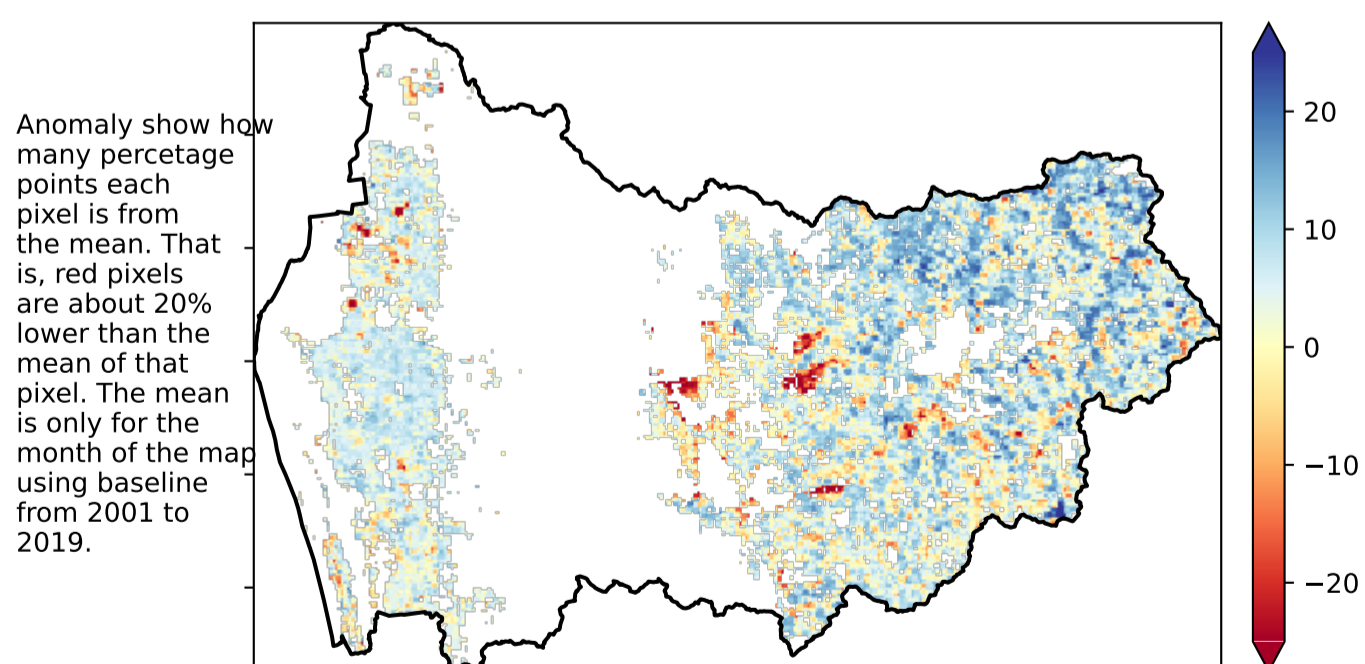 Anomaly show how
many percetage
points each
pixel is from
the mean. That
is, red pixels
are about 20%
lower than the
mean of that
pixel. The mean
is only for the
month of the map
using baseline
from 2001 to
2019.
20
10
0
−10
−20